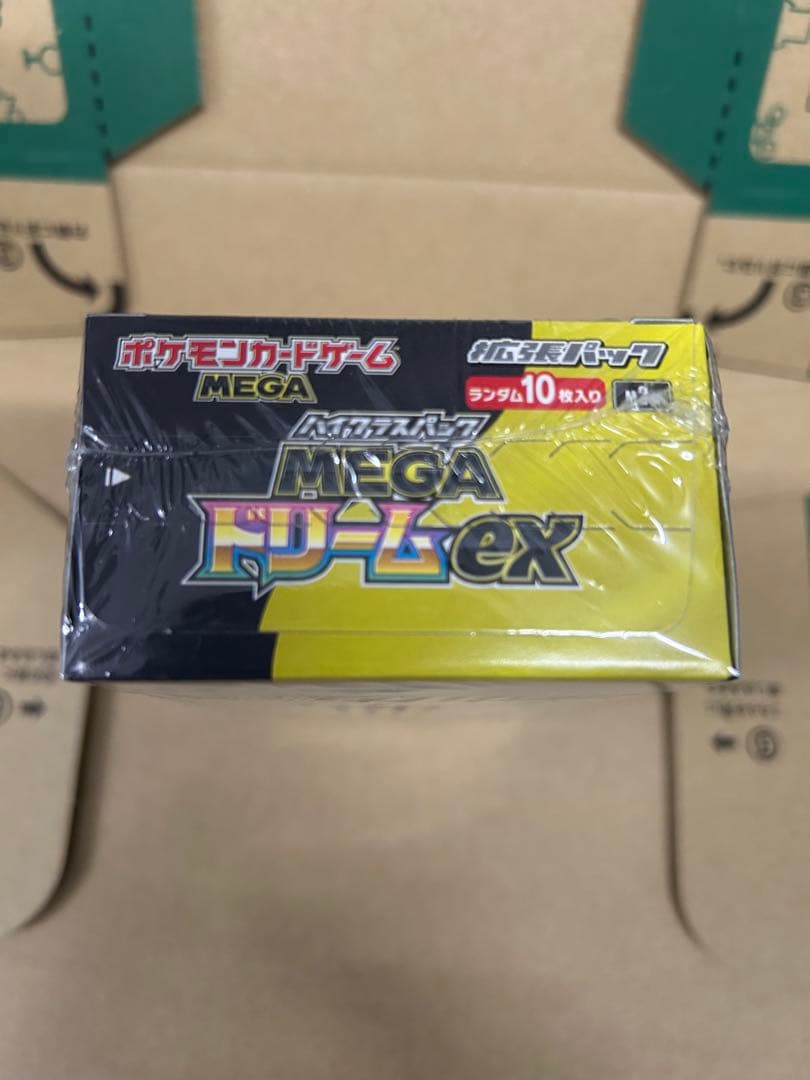 ポケモンカードゲーム
MEGA
拡張パック
ランダム10枚入り
ハイクラスパック
MEGA
ドリームex